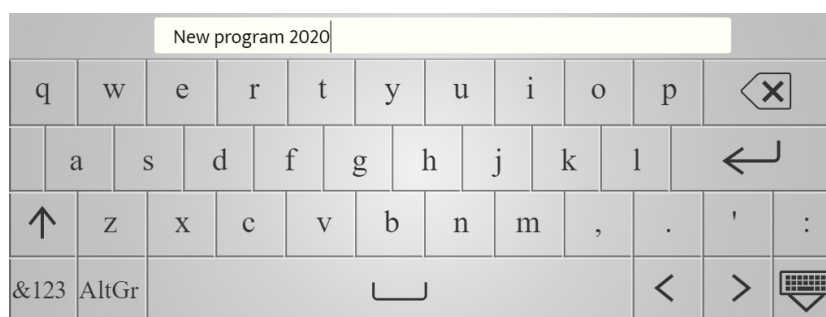 New program 2020
q w e r t y u i o p
a s d f g h j k l
z x c v b n m , . ' :
&123 AltGr < >